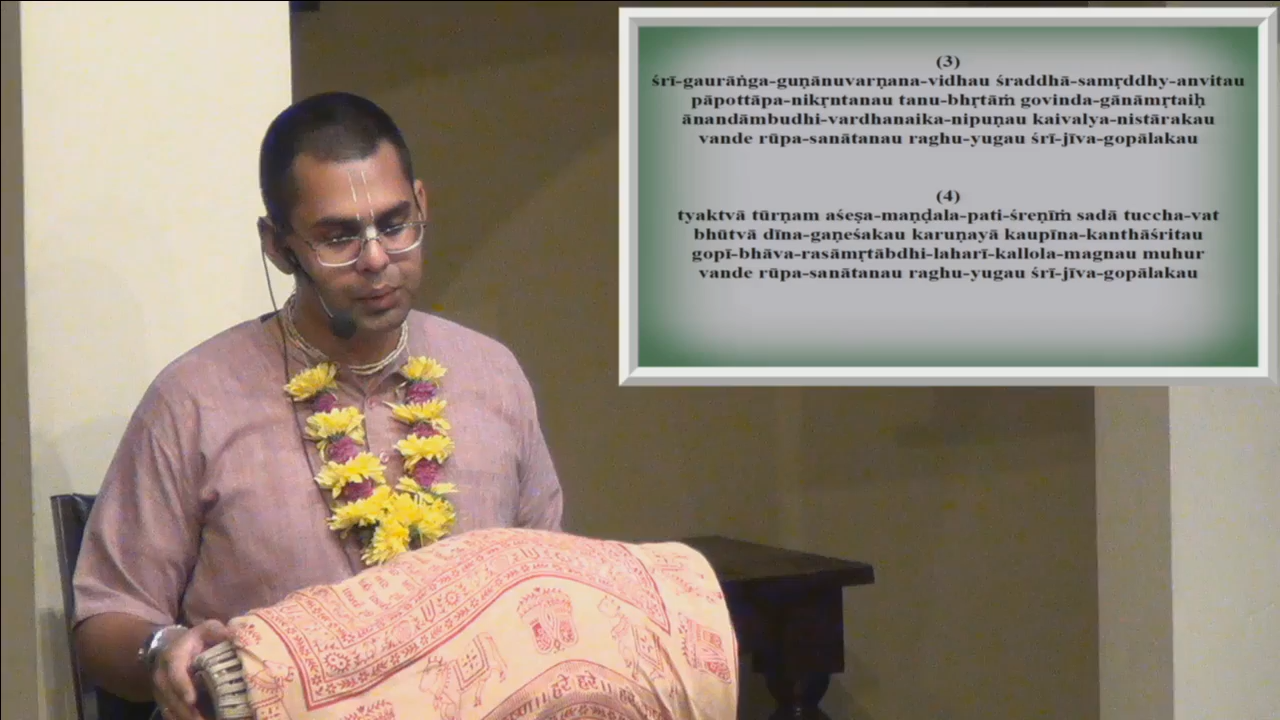 (3)
śrī-gaurāṅga-guṇānuvarṇana-vidhau śraddhā-samṛddhy-anvitau
pāpottāpa-nikṛntanau tanu-bhṛtāṁ govinda-gānāmṛtaiḥ
ānandāmbudhi-vardhanaika-nipuṇau kaivalya-nistārakau
vande rūpa-sanātanau raghu-yugau śrī-jīva-gopālakau
(4)
tyaktvā tūrṇam aśeṣa-maṇḍala-pati-śreṇīṁ sadā tuccha-vat
bhūtvā dīna-gaṇeśakau karuṇayā kaupīna-kanthāśritau
gopī-bhāva-rasāmṛtābdhi-laharī-kallola-magnau muhur
vande rūpa-sanātanau raghu-yugau śrī-jīva-gopālakau
॥ हरे हरे ॥